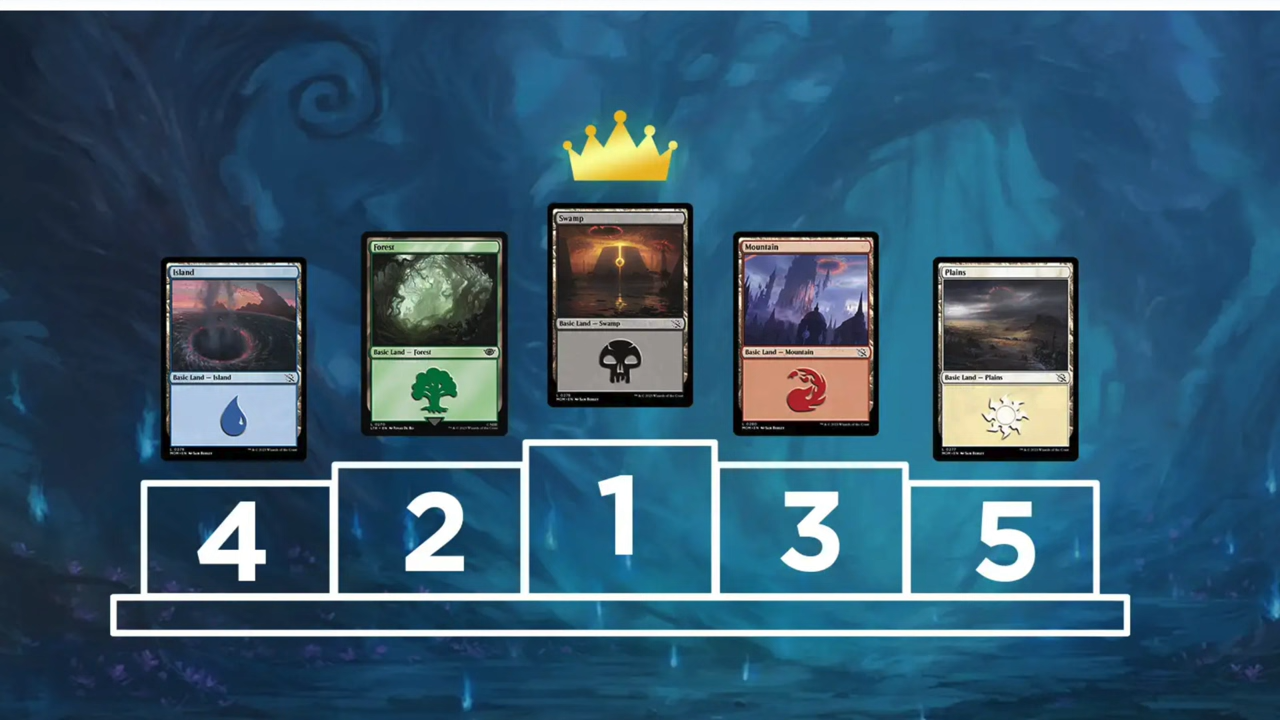 Swamp
Forest
Mountain
Island
Plains
Basic Land — Swamp
Basic Land — Forest
Basic Land — Mountain
Basic Land — Island
Basic Land — Plains
1
2
3
4
5